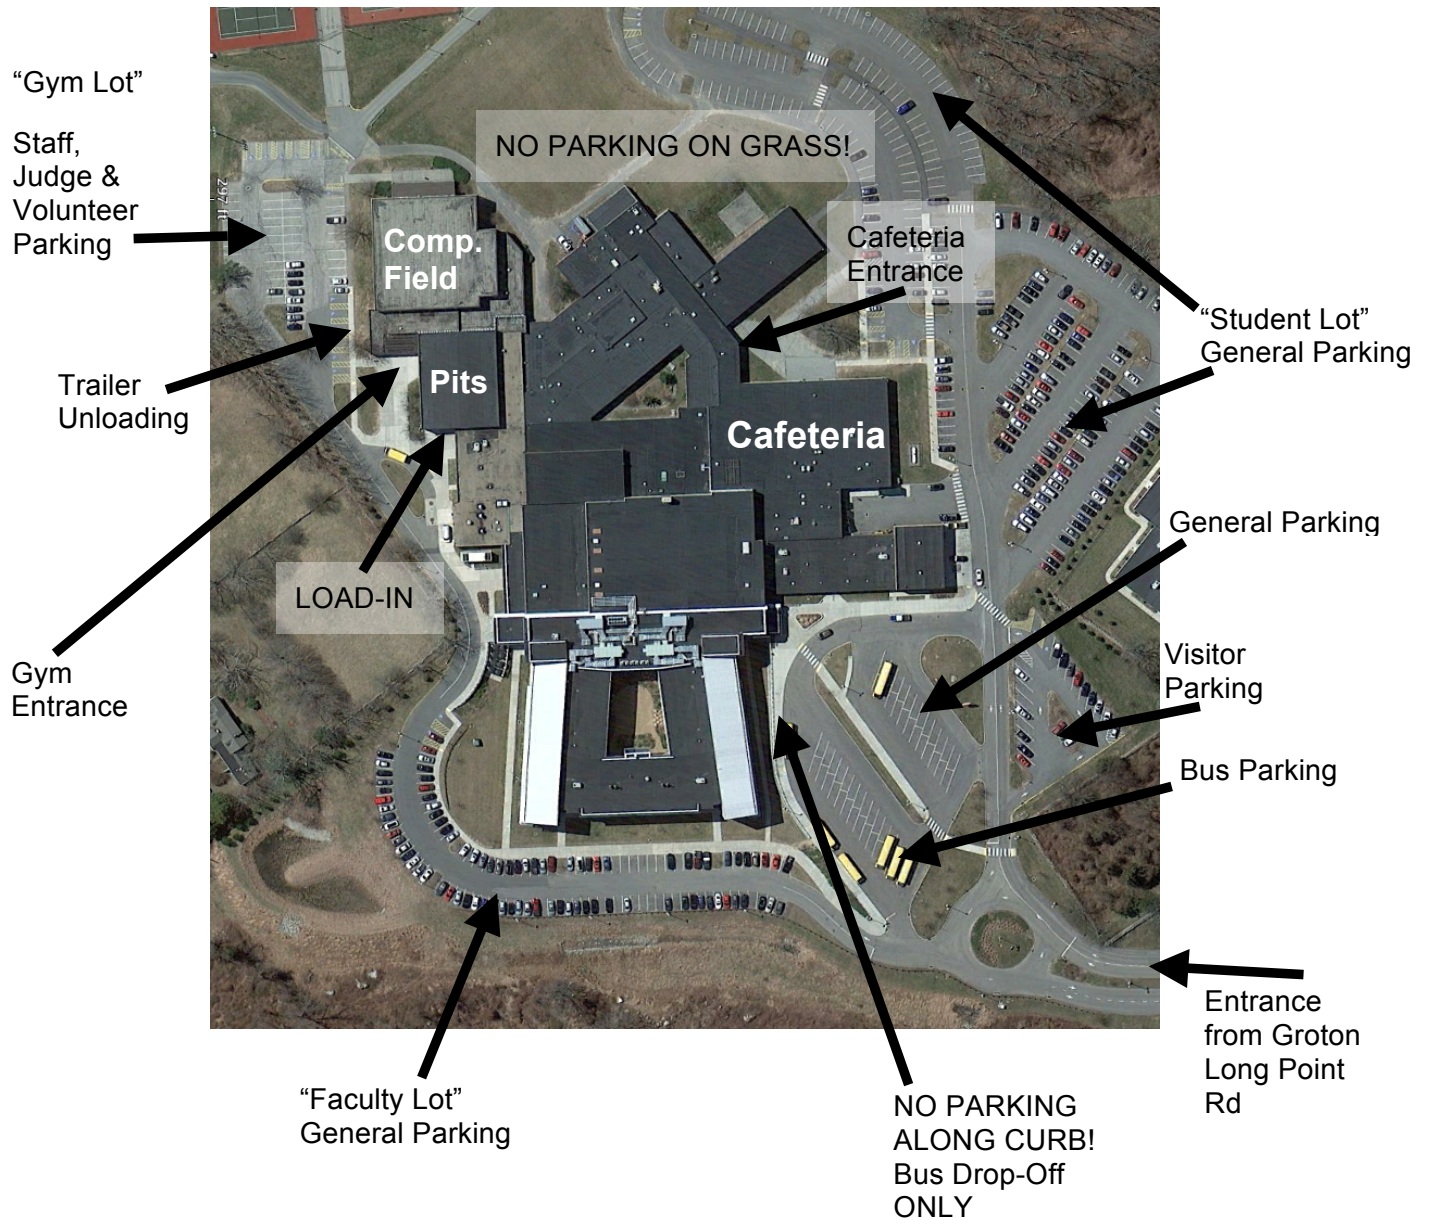 “Gym Lot”
Staff,
Judge &
Volunteer
Parking
NO PARKING ON GRASS!
297 ft
Comp.
Field
Cafeteria
Entrance
“Student Lot”
General Parking
Trailer
Unloading
Pits
Cafeteria
General Parking
LOAD-IN
Gym
Entrance
Visitor
Parking
Bus Parking
Entrance
from Groton
Long Point
Rd
“Faculty Lot”
General Parking
NO PARKING
ALONG CURB!
Bus Drop-Off
ONLY